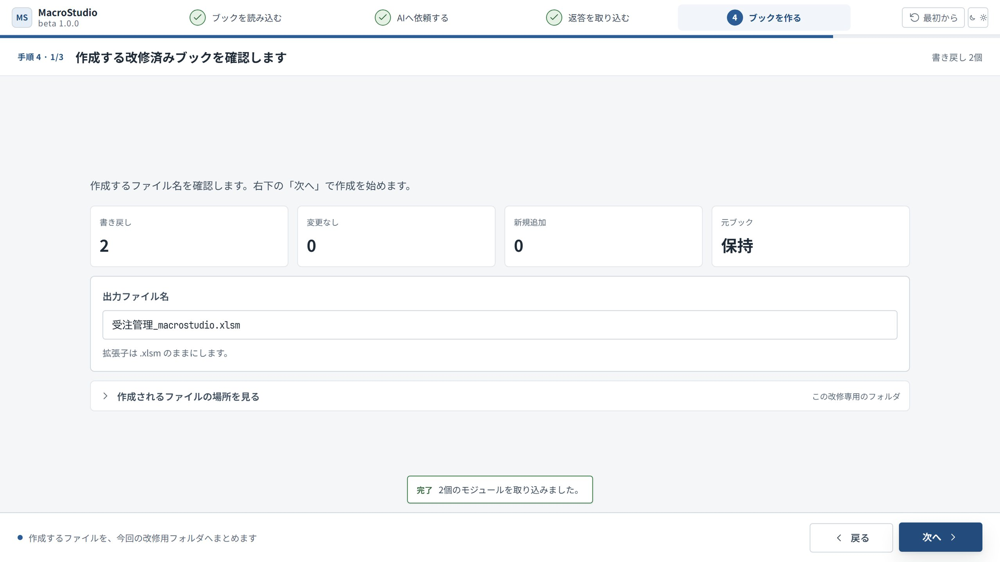 MS
MacroStudio
beta 1.0.0
ブックを読み込む
AIへ依頼する
返答を取り込む
4 ブックを作る
最初から
手順 4 · 1/3 作成する改修済みブックを確認します
書き戻し 2個
作成するファイル名を確認します。右下の「次へ」で作成を始めます。
書き戻し
2
変更なし
0
新規追加
0
元ブック
保持
出力ファイル名
受注管理_macrostudio.xlsm
拡張子は .xlsm のままにします。
作成されるファイルの場所を見る
この改修専用のフォルダ
完了 2個のモジュールを取り込みました。
作成するファイルを、今回の改修用フォルダへまとめます
戻る
次へ